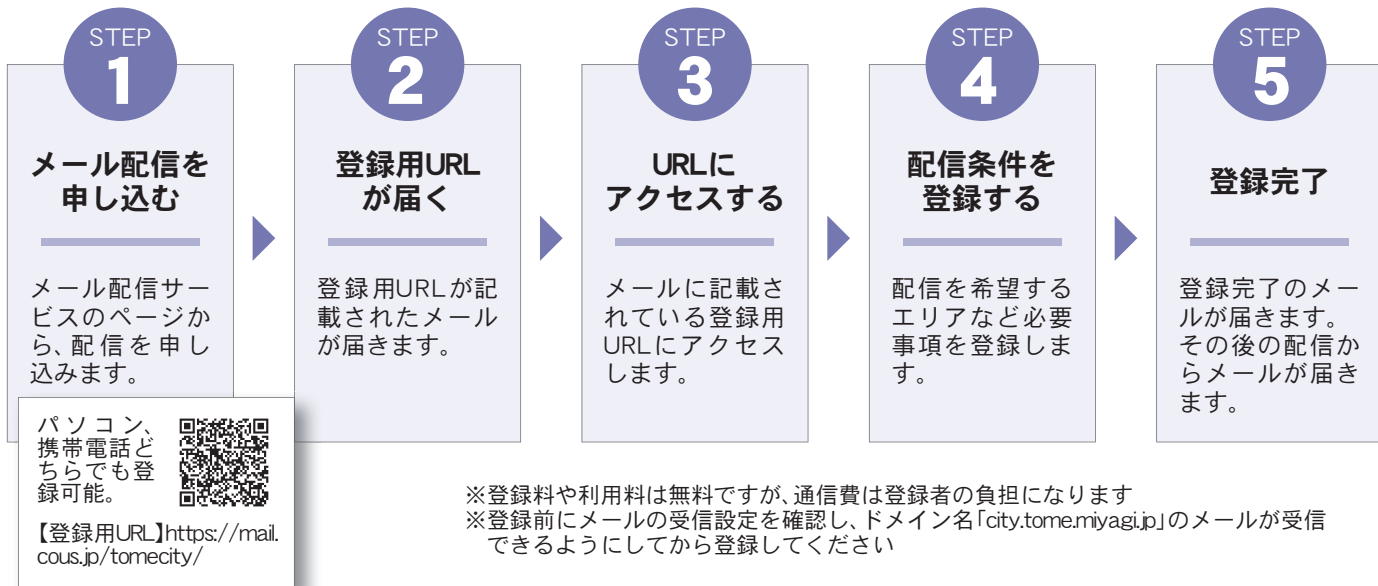 STEP
1
メール配信を
申し込む
メール配信サー
ビスのページか
ら、配信を申し
込みます。
パソコン、
携帯電話ど
ちらでも登
録可能。
【登録用URL】https://mail.
cous.jp/tomecity/
STEP
2
登録用URL
が届く
登録用URLが記
載されたメール
が届きます。
STEP
3
URLに
アクセスする
メールに記載さ
れている登録用
URLにアクセス
します。
STEP
4
配信条件を
登録する
配信を希望する
エリアなど必要
事項を登録しま
す。
STEP
5
登録完了
登録完了のメー
ルが届きます。
その後の配信か
らメールが届き
ます。
※登録料や利用料は無料ですが、通信費は登録者の負担になります
※登録前にメールの受信設定を確認し、ドメイン名「city.tome.miyagi.jp」のメールが受信
できるようにしてから登録してください